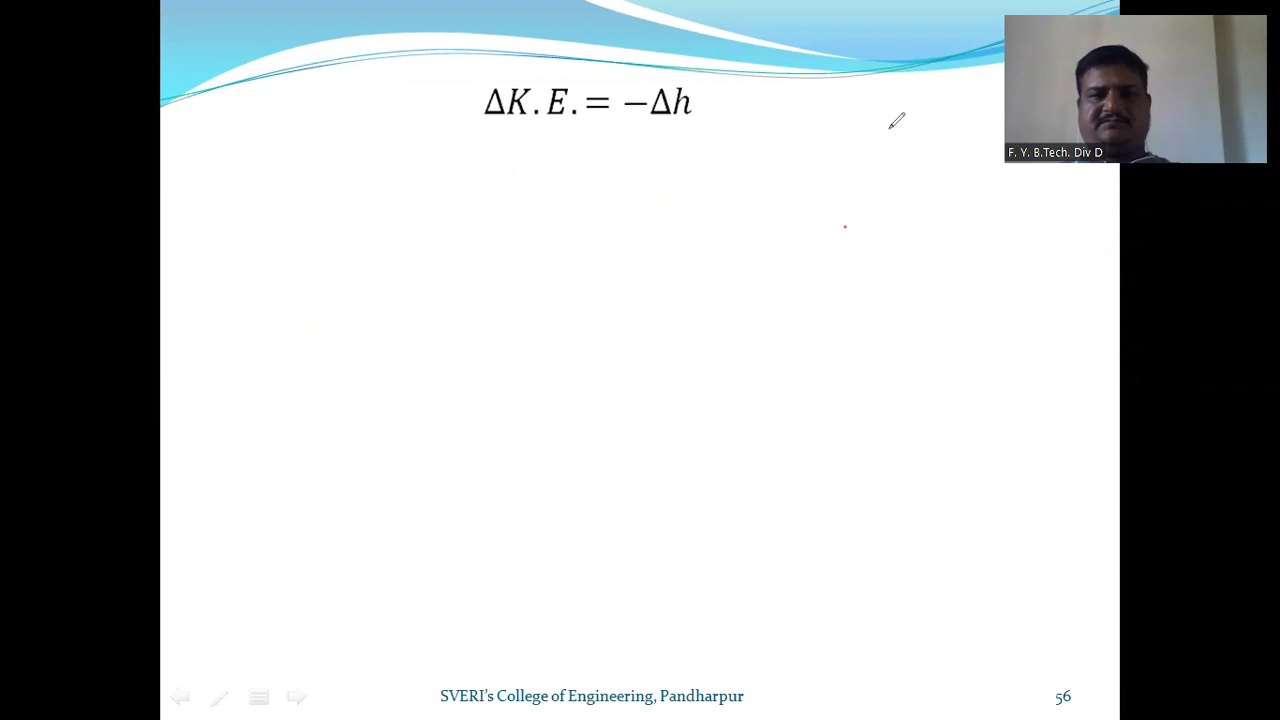 ΔK.E.= −Δh
F. Y. B.Tech. Div D
SVERI's College of Engineering, Pandharpur
56